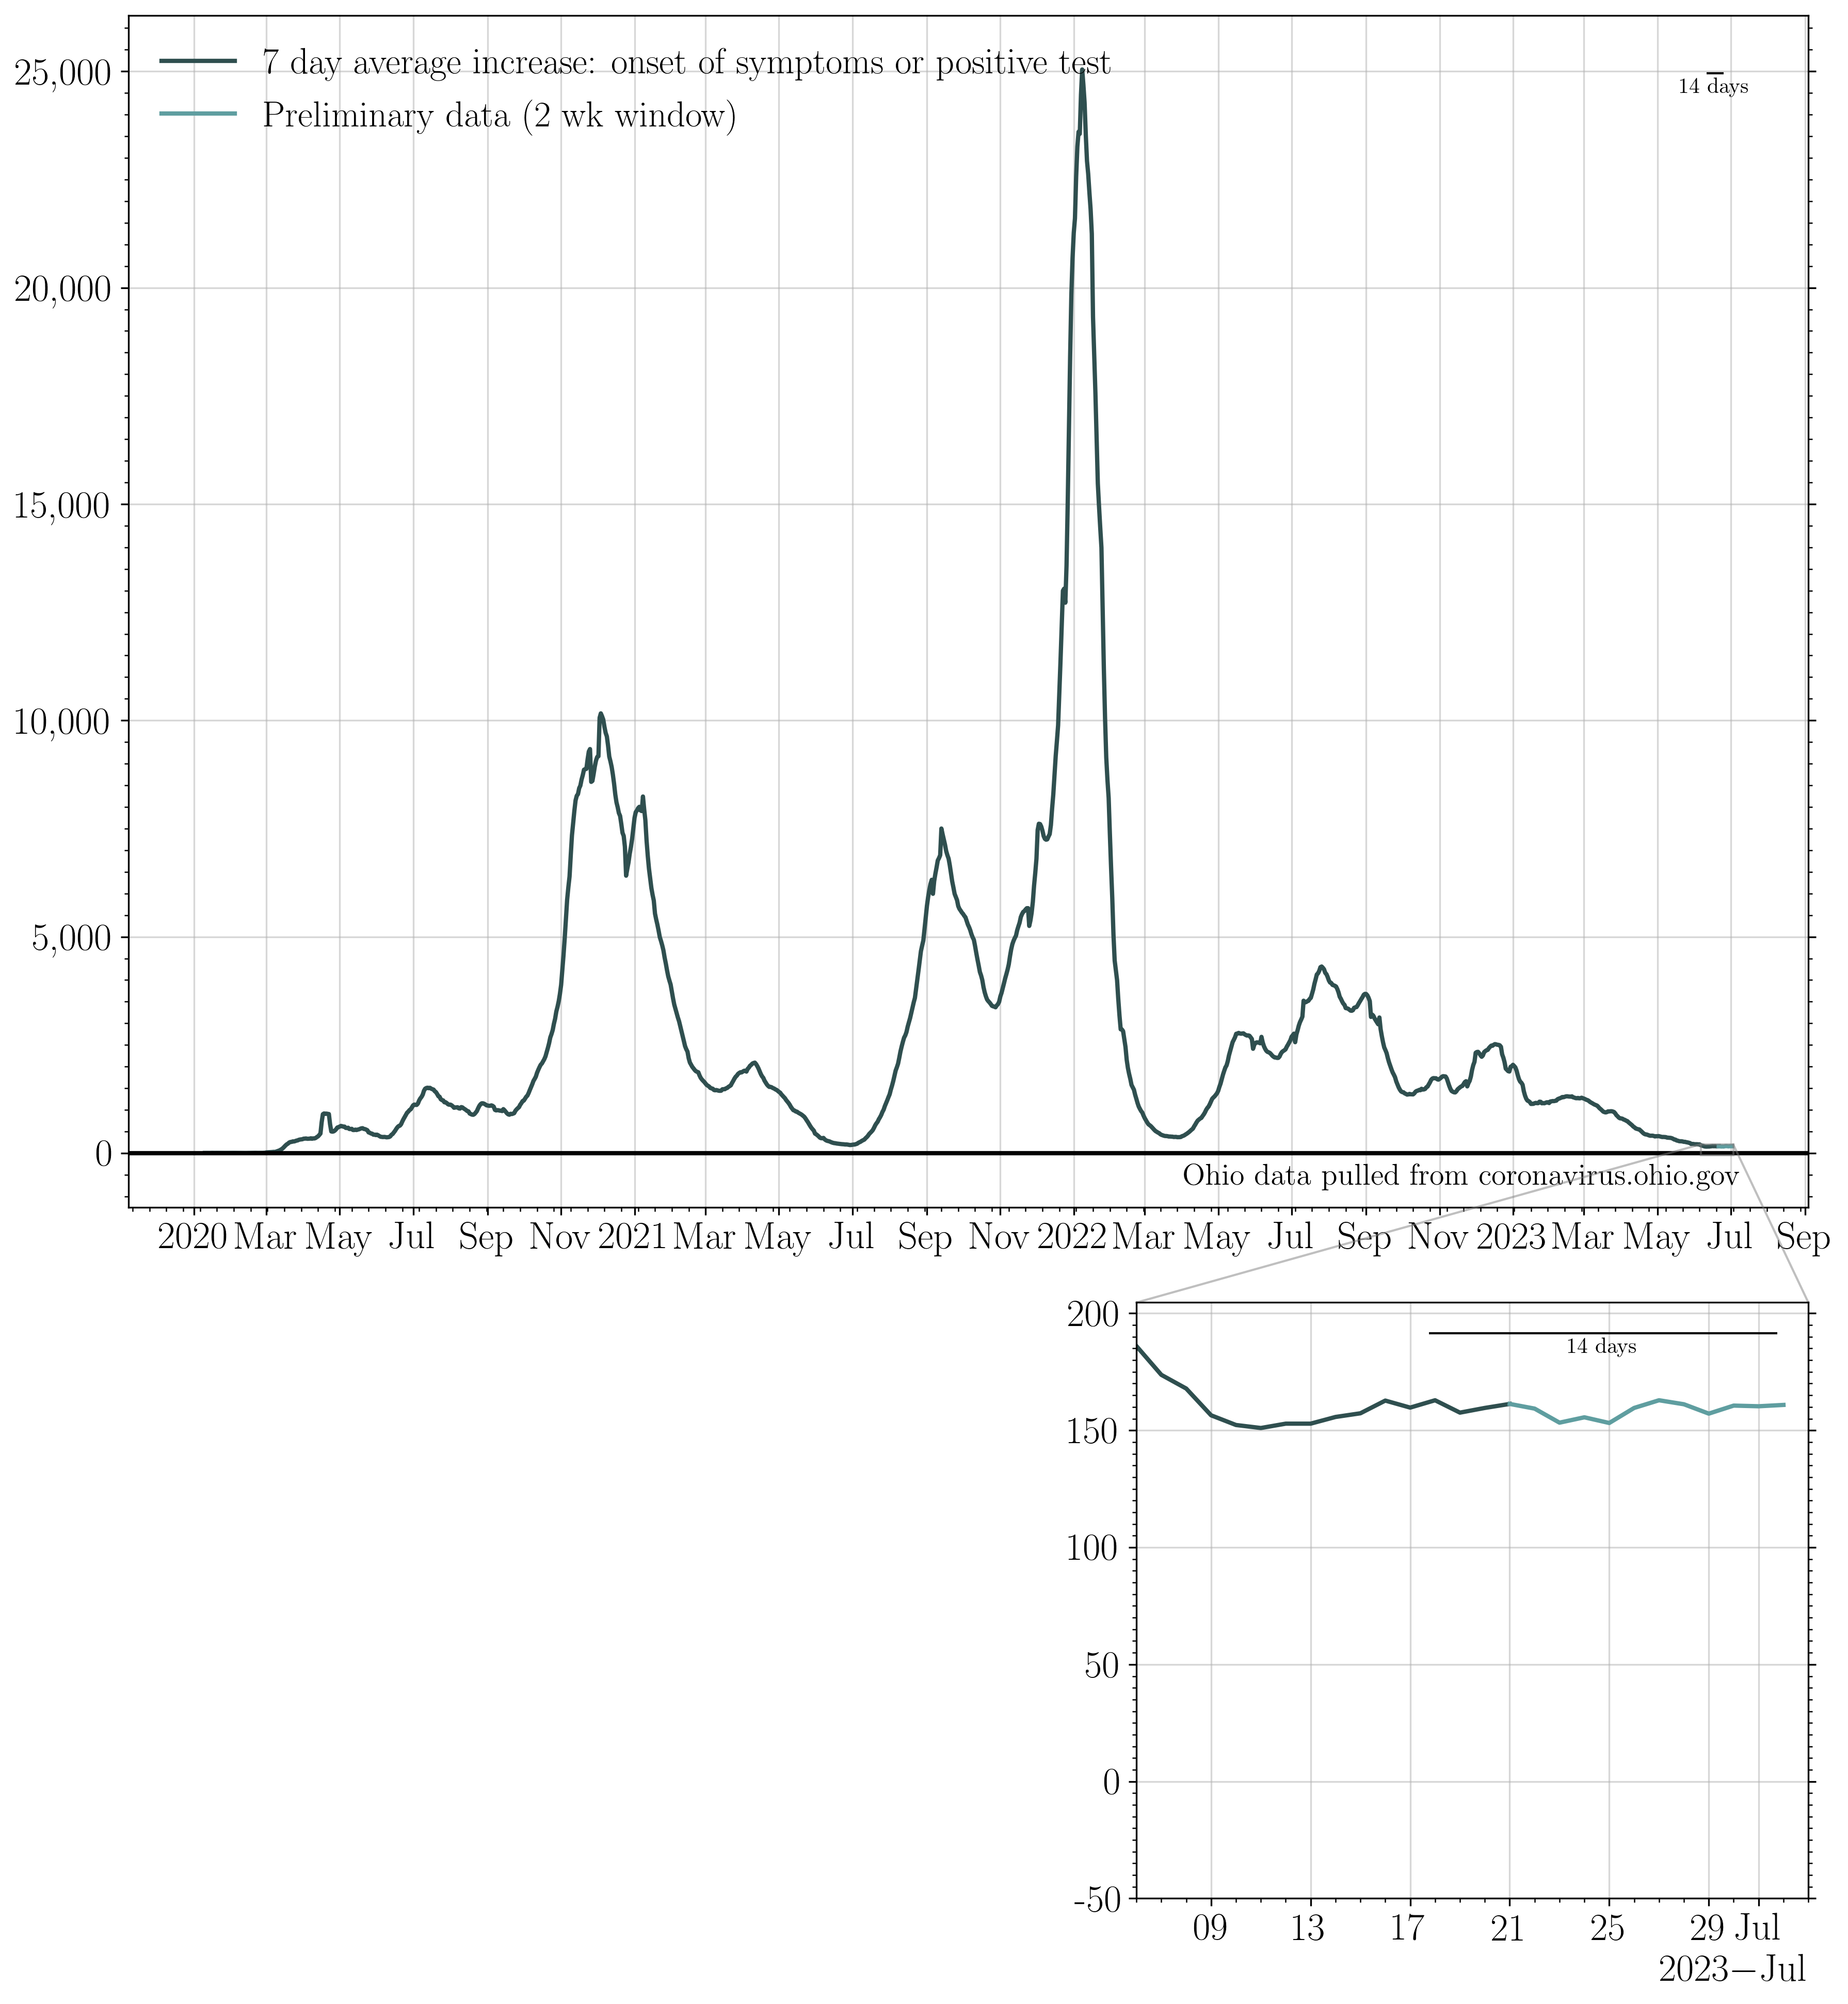 7 day average increase: onset of symptoms or positive test
Preliminary data (2 wk window)
14 days
25,000
20,000
15,000
10,000
5,000
0
Ohio data pulled from coronavirus.ohio.gov
2020 Mar May Jul Sep Nov 2021 Mar May Jul Sep Nov 2022 Mar May Jul Sep Nov 2023 Mar May Jul Sep
200
14 days
150
100
50
0
-50
09 13 17 21 25 29 Jul
2023−Jul